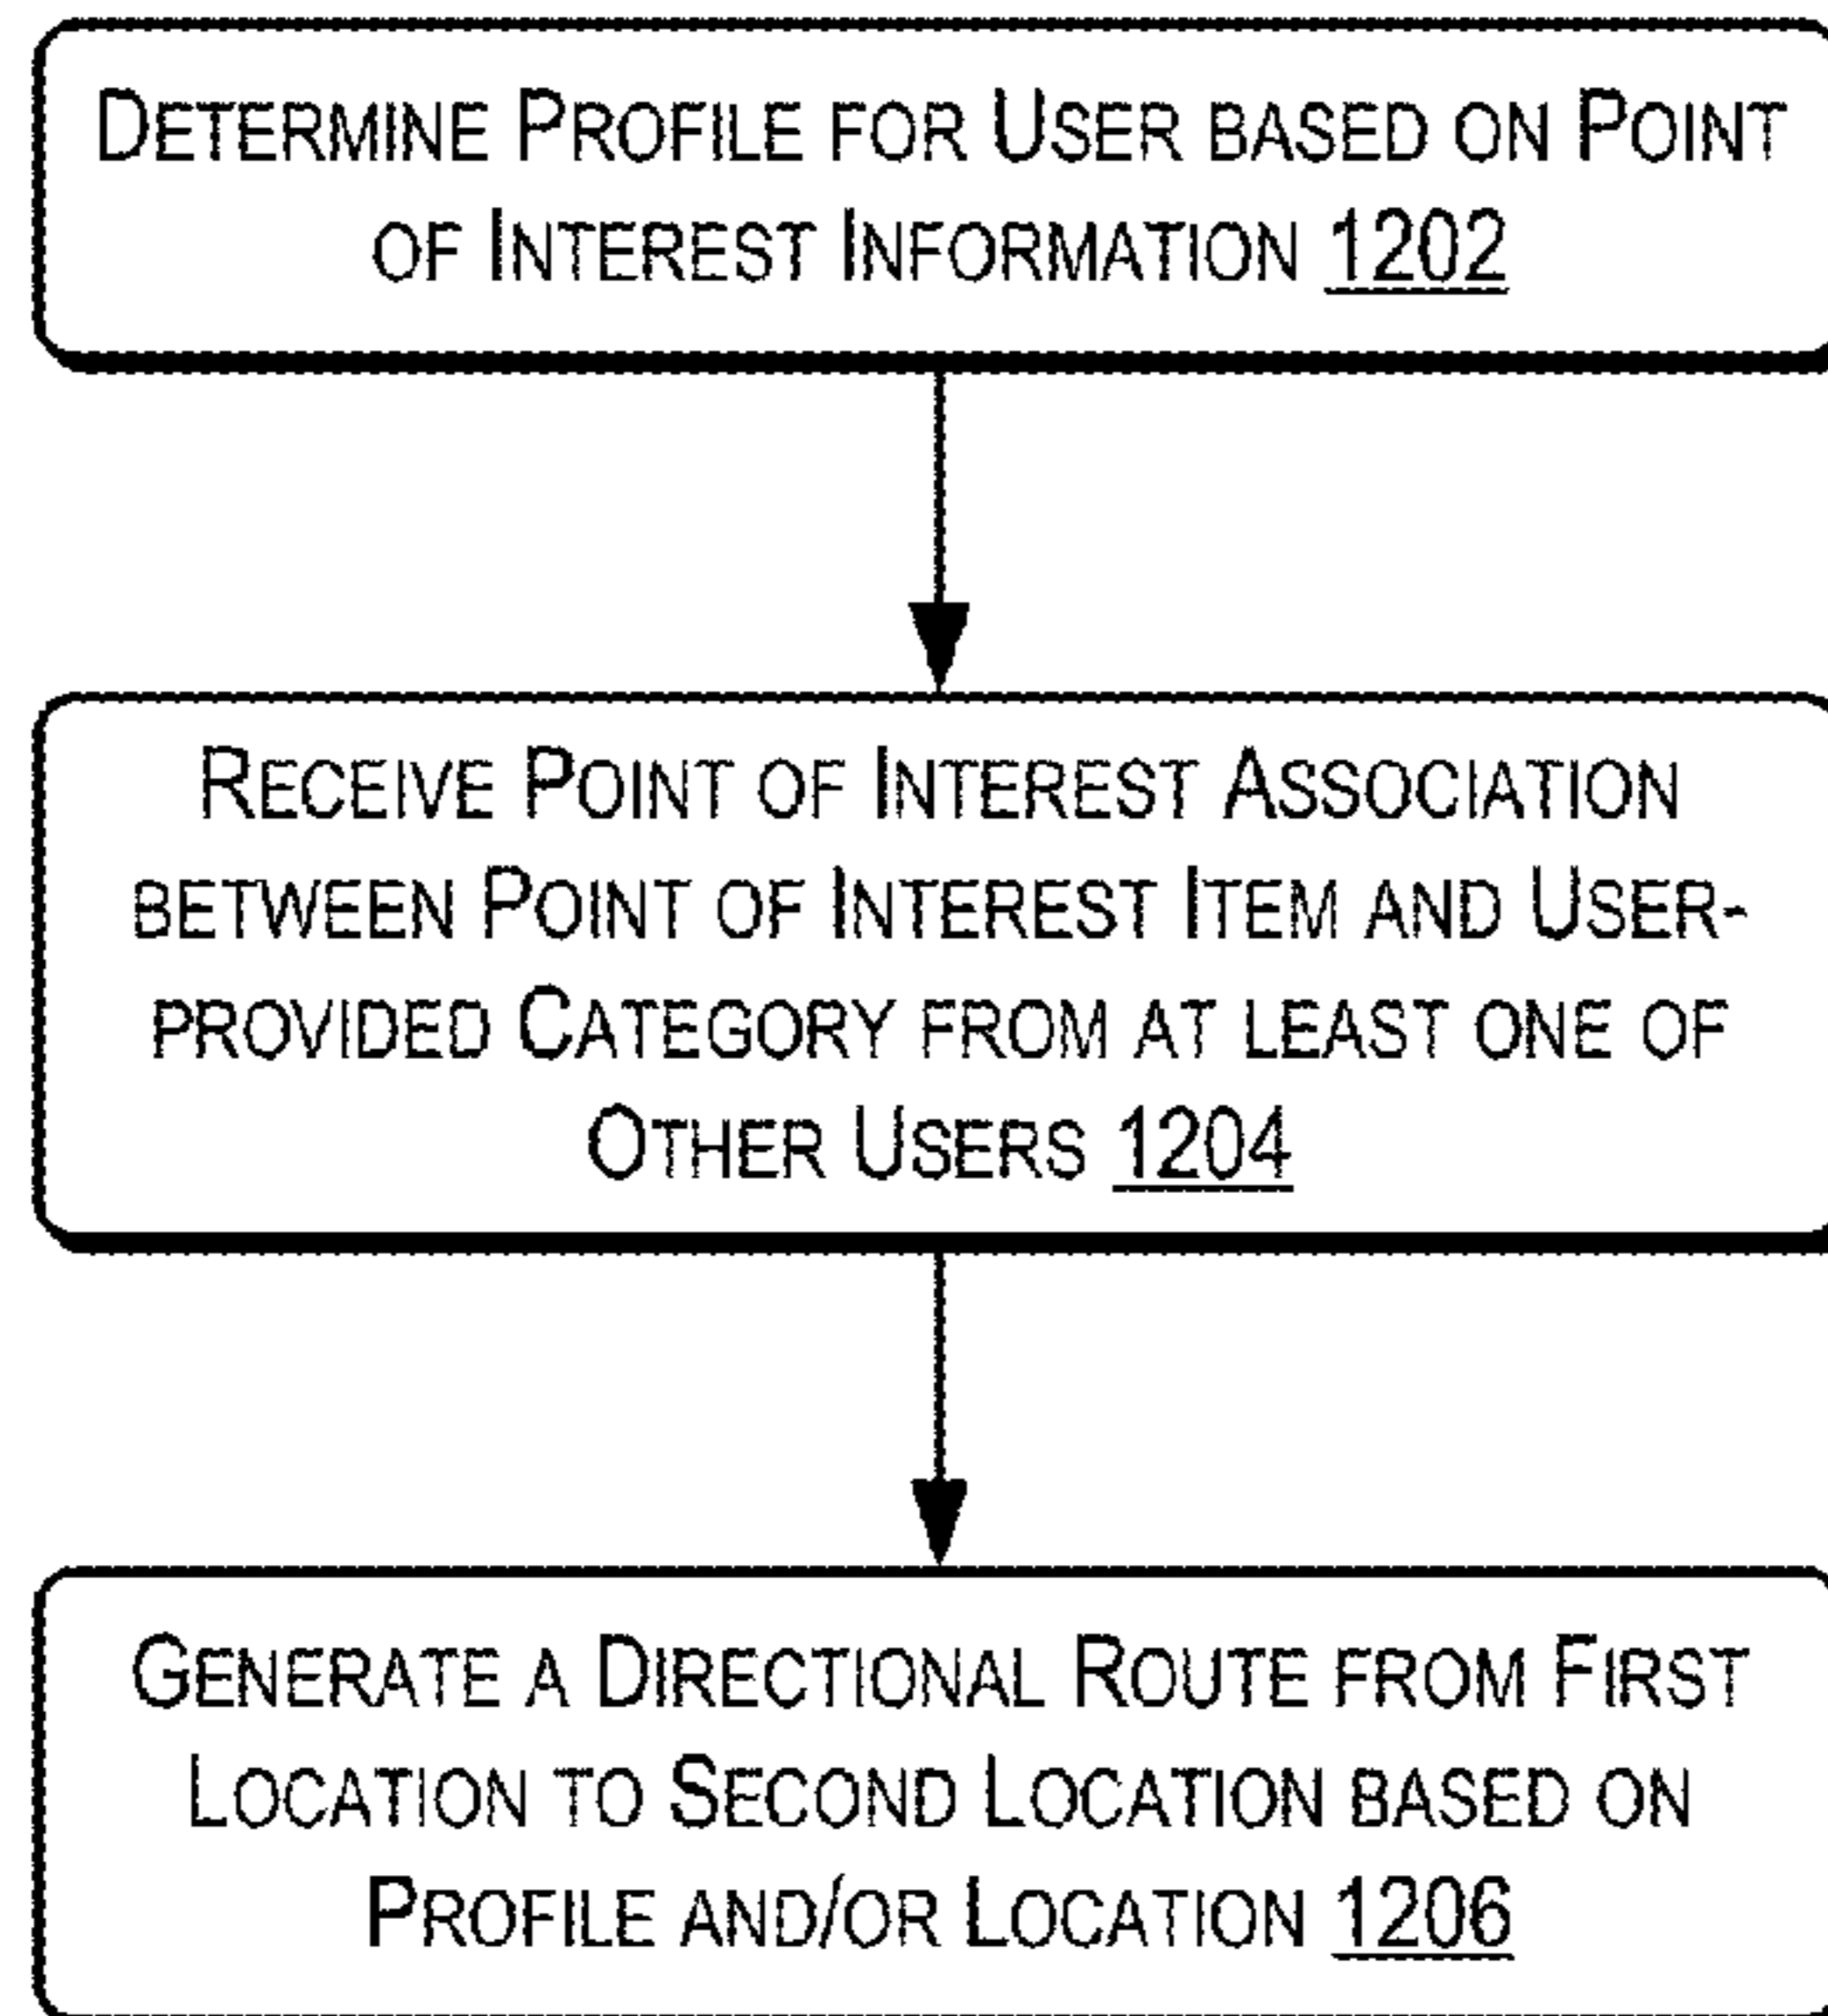 DETERMINE PROFILE FOR USER BASED ON POINT
OF INTEREST INFORMATION 1202
RECEIVE POINT OF INTEREST ASSOCIATION
BETWEEN POINT OF INTEREST ITEM AND USER-
PROVIDED CATEGORY FROM AT LEAST ONE OF
OTHER USERS 1204
GENERATE A DIRECTIONAL ROUTE FROM FIRST
LOCATION TO SECOND LOCATION BASED ON
PROFILE AND/OR LOCATION 1206